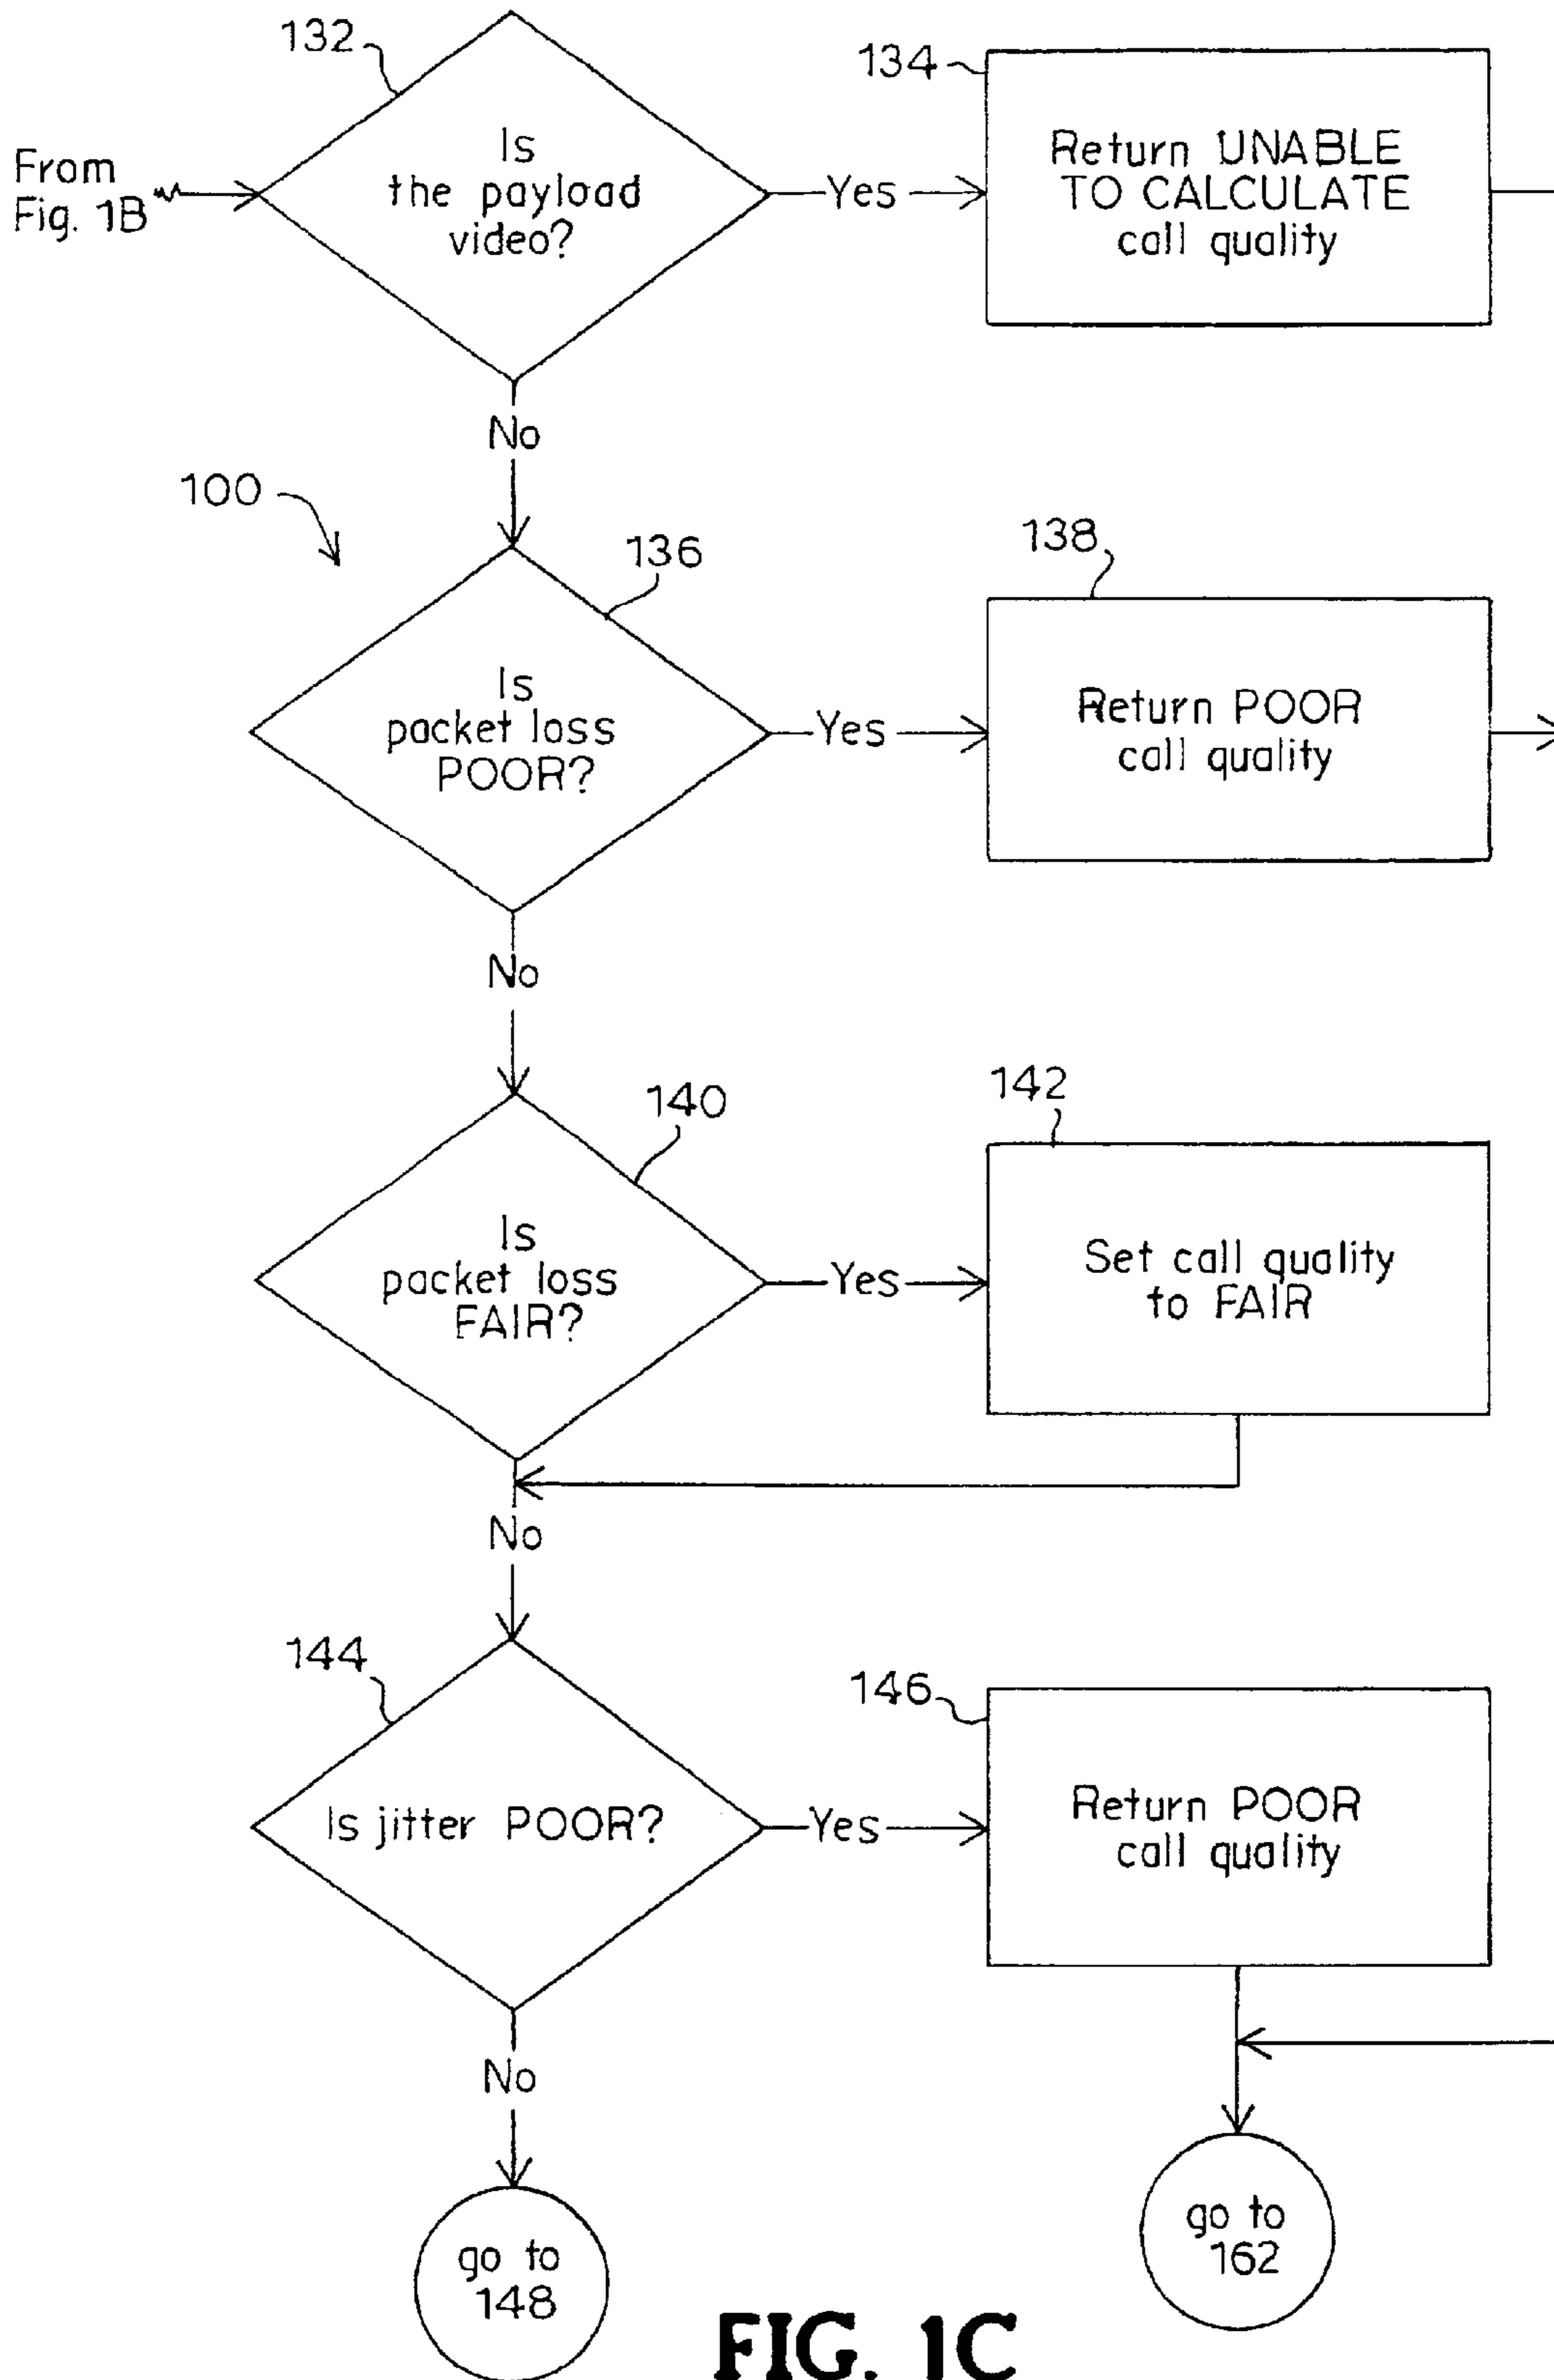 132
134
From
Fig. 1B
Is
the payload
video?
Yes
Return UNABLE
TO CALCULATE
call quality
No
100
136
138
Is
packet loss
POOR?
Yes
Return POOR
call quality
No
140
142
Is
packet loss
FAIR?
Yes
Set call quality
to FAIR
No
144
146
Is jitter POOR?
Yes
Return POOR
call quality
No
go to
148
go to
162
FIG. 1C